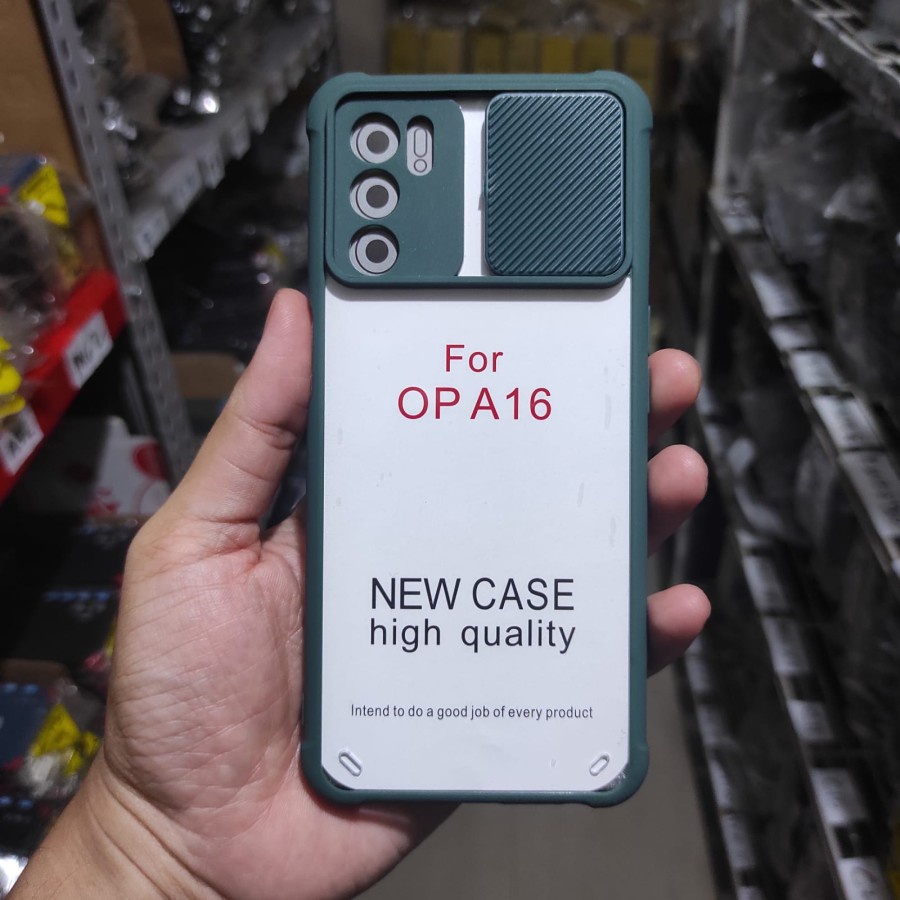 For
OP A16
NEW CASE
high quality
Intend to do a good job of every product